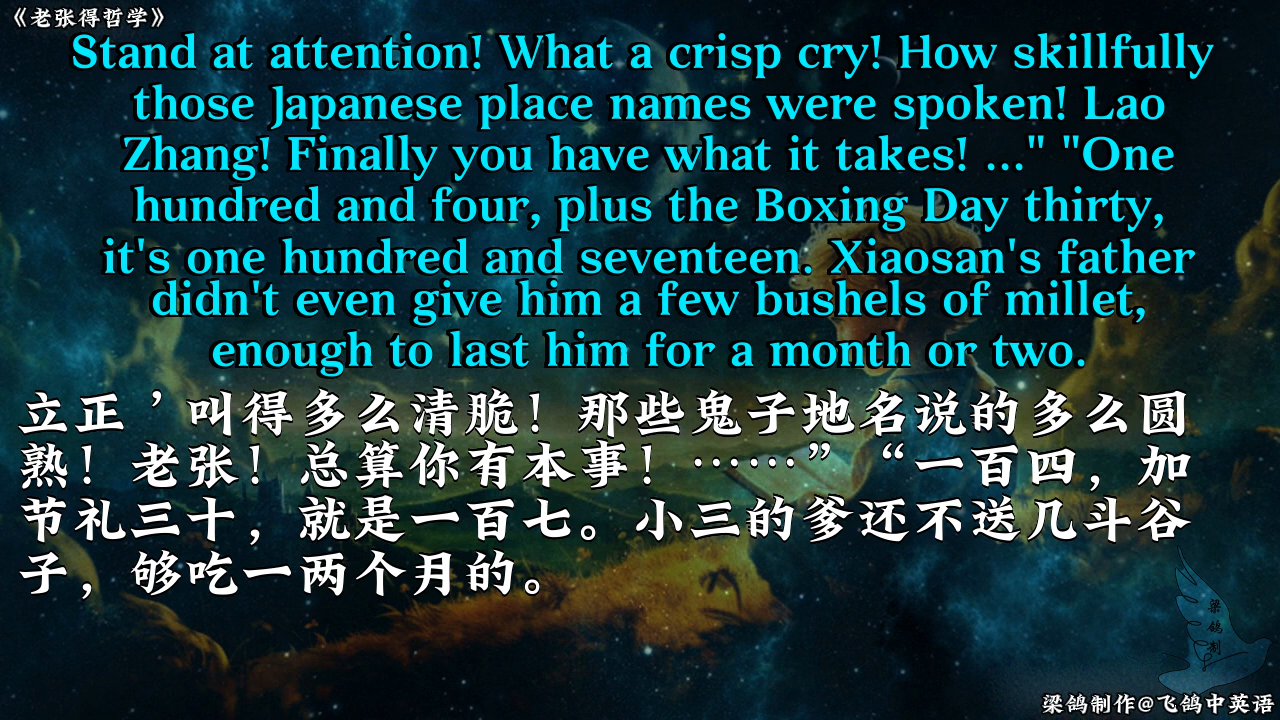 《老张得哲学》
Stand at attention! What a crisp cry! How skillfully
those Japanese place names were spoken! Lao
Zhang! Finally you have what it takes! ..." "One
hundred and four, plus the Boxing Day thirty,
it's one hundred and seventeen. Xiaosan's father
didn't even give him a few bushels of millet,
enough to last him for a month or two.
立正’叫得多么清脆！那些鬼子地名说的多么圆
熟！老张！总算你有本事！……”“一百四，加
节礼三十，就是一百七。小三的爹还不送几斗谷
子，够吃一两个月的。
梁鸽制
梁鸽制作@飞鸽中英语